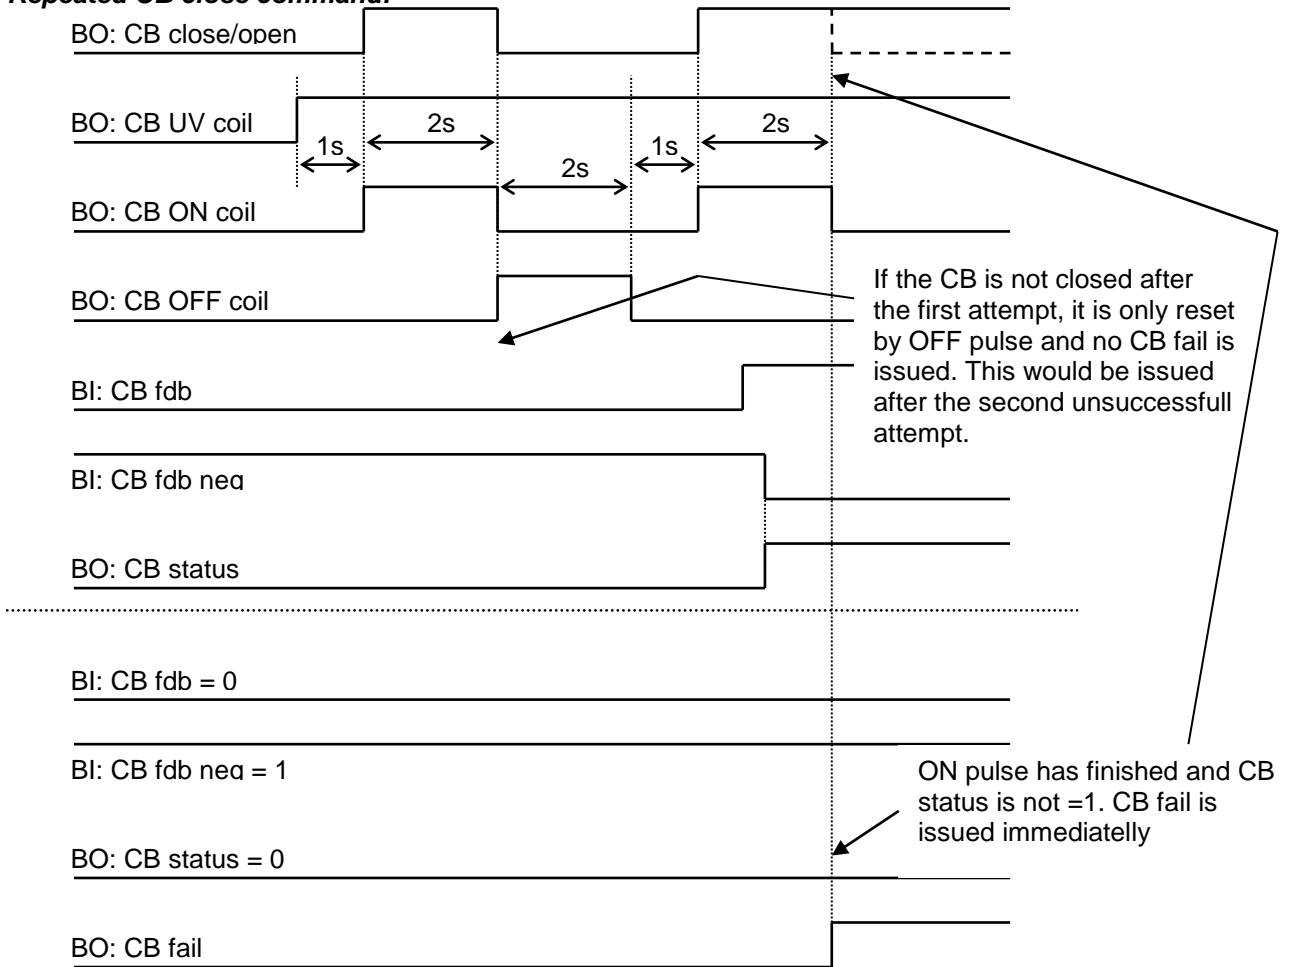 Repeated CB close command:
BO: CB close/open
BO: CB UV coil
2s
2s
1s
1s
2s
BO: CB ON coil
BO: CB OFF coil
If the CB is not closed after
the first attempt, it is only reset
by OFF pulse and no CB fail is
issued. This would be issued
after the second unsuccessfull
attempt.
BI: CB fdb
BI: CB fdb neg
BO: CB status
BI: CB fdb = 0
BI: CB fdb neg = 1
ON pulse has finished and CB
status is not =1. CB fail is
issued immediatelly
BO: CB status = 0
BO: CB fail